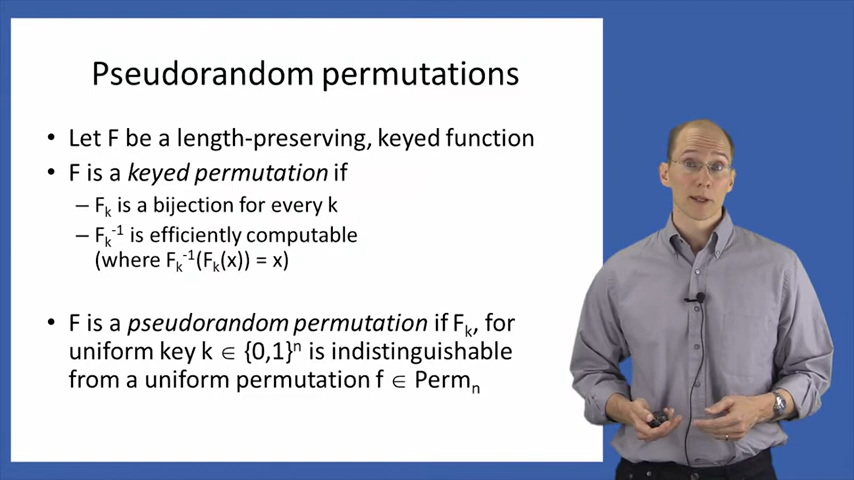 Pseudorandom permutations
• Let F be a length-preserving, keyed function
• F is a keyed permutation if
– Fₖ is a bijection for every k
– Fₖ⁻¹ is efficiently computable
(where Fₖ⁻¹(Fₖ(x)) = x)
• F is a pseudorandom permutation if Fₖ, for
uniform key k ∈ {0,1}ⁿ is indistinguishable
from a uniform permutation f ∈ Permₙ